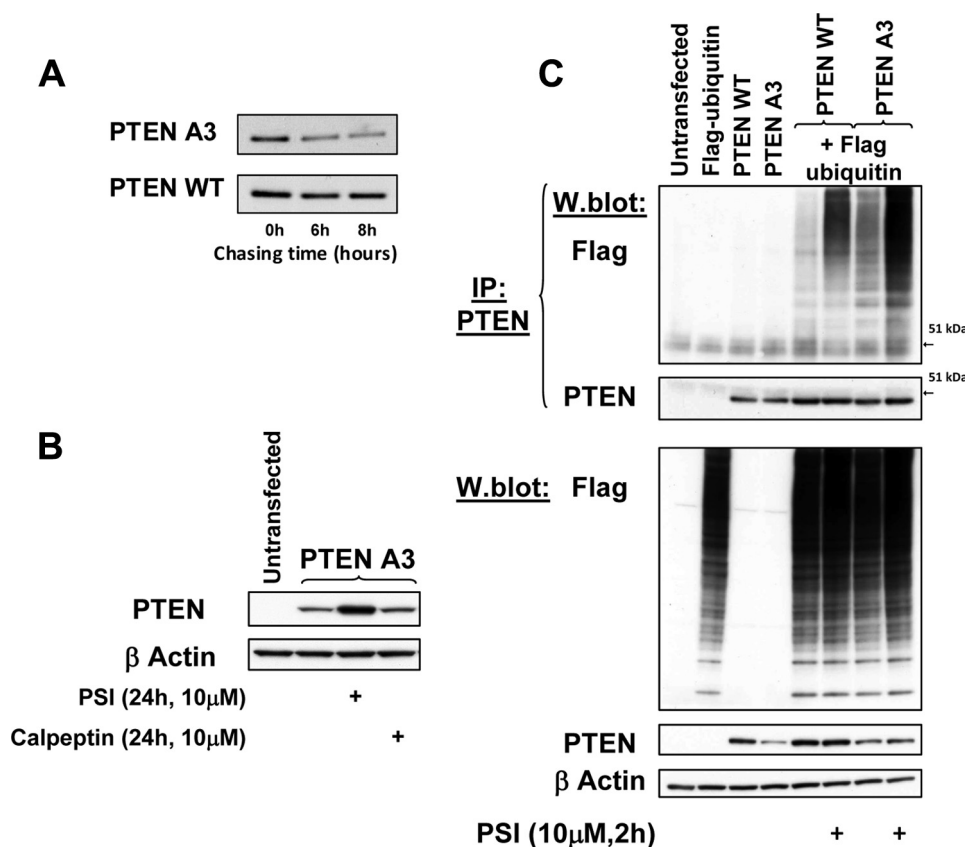 A
PTEN A3
PTEN WT
0h 6h 8h
Chasing time (hours)
B
Untransfected
PTEN A3
PTEN
β Actin
PSI (24h, 10μM) +
Calpeptin (24h, 10μM) +
C
Untransfected
Flag-ubiquitin
PTEN WT
PTEN A3
PTEN WT
PTEN A3
+ Flag
ubiquitin
W.blot:
Flag
IP:
PTEN
51 kDa
←
51 kDa
←
PTEN
W.blot: Flag
PTEN
β Actin
PSI (10μM,2h) + +